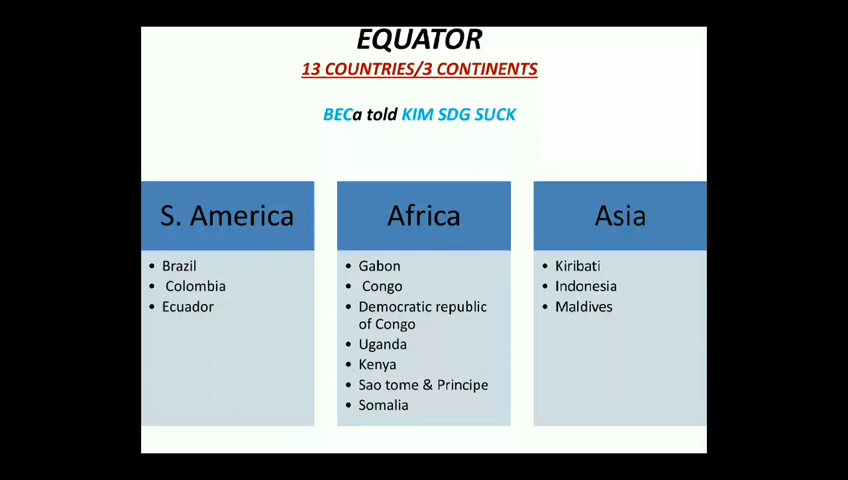 EQUATOR
13 COUNTRIES/3 CONTINENTS
BECa told KIM SDG SUCK
S. America
• Brazil
• Colombia
• Ecuador
Africa
• Gabon
• Congo
• Democratic republic
of Congo
• Uganda
• Kenya
• Sao tome & Principe
• Somalia
Asia
• Kiribati
• Indonesia
• Maldives